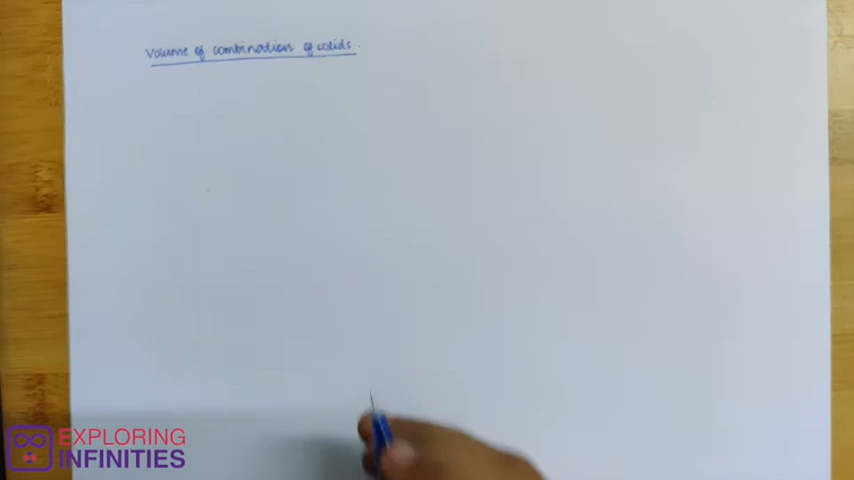 Volume of combination of solids.
EXPLORING
INFINITIES